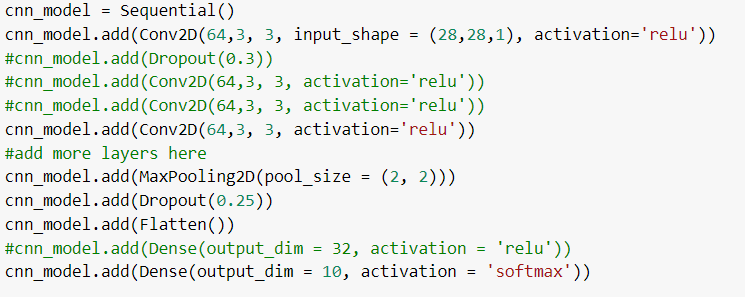 cnn_model = Sequential()
cnn_model.add(Conv2D(64,3, 3, input_shape = (28,28,1), activation='relu'))
#cnn_model.add(Dropout(0.3))
#cnn_model.add(Conv2D(64,3, 3, activation='relu'))
#cnn_model.add(Conv2D(64,3, 3, activation='relu'))
cnn_model.add(Conv2D(64,3, 3, activation='relu'))
#add more layers here
cnn_model.add(MaxPooling2D(pool_size = (2, 2)))
cnn_model.add(Dropout(0.25))
cnn_model.add(Flatten())
#cnn_model.add(Dense(output_dim = 32, activation = 'relu'))
cnn_model.add(Dense(output_dim = 10, activation = 'softmax'))